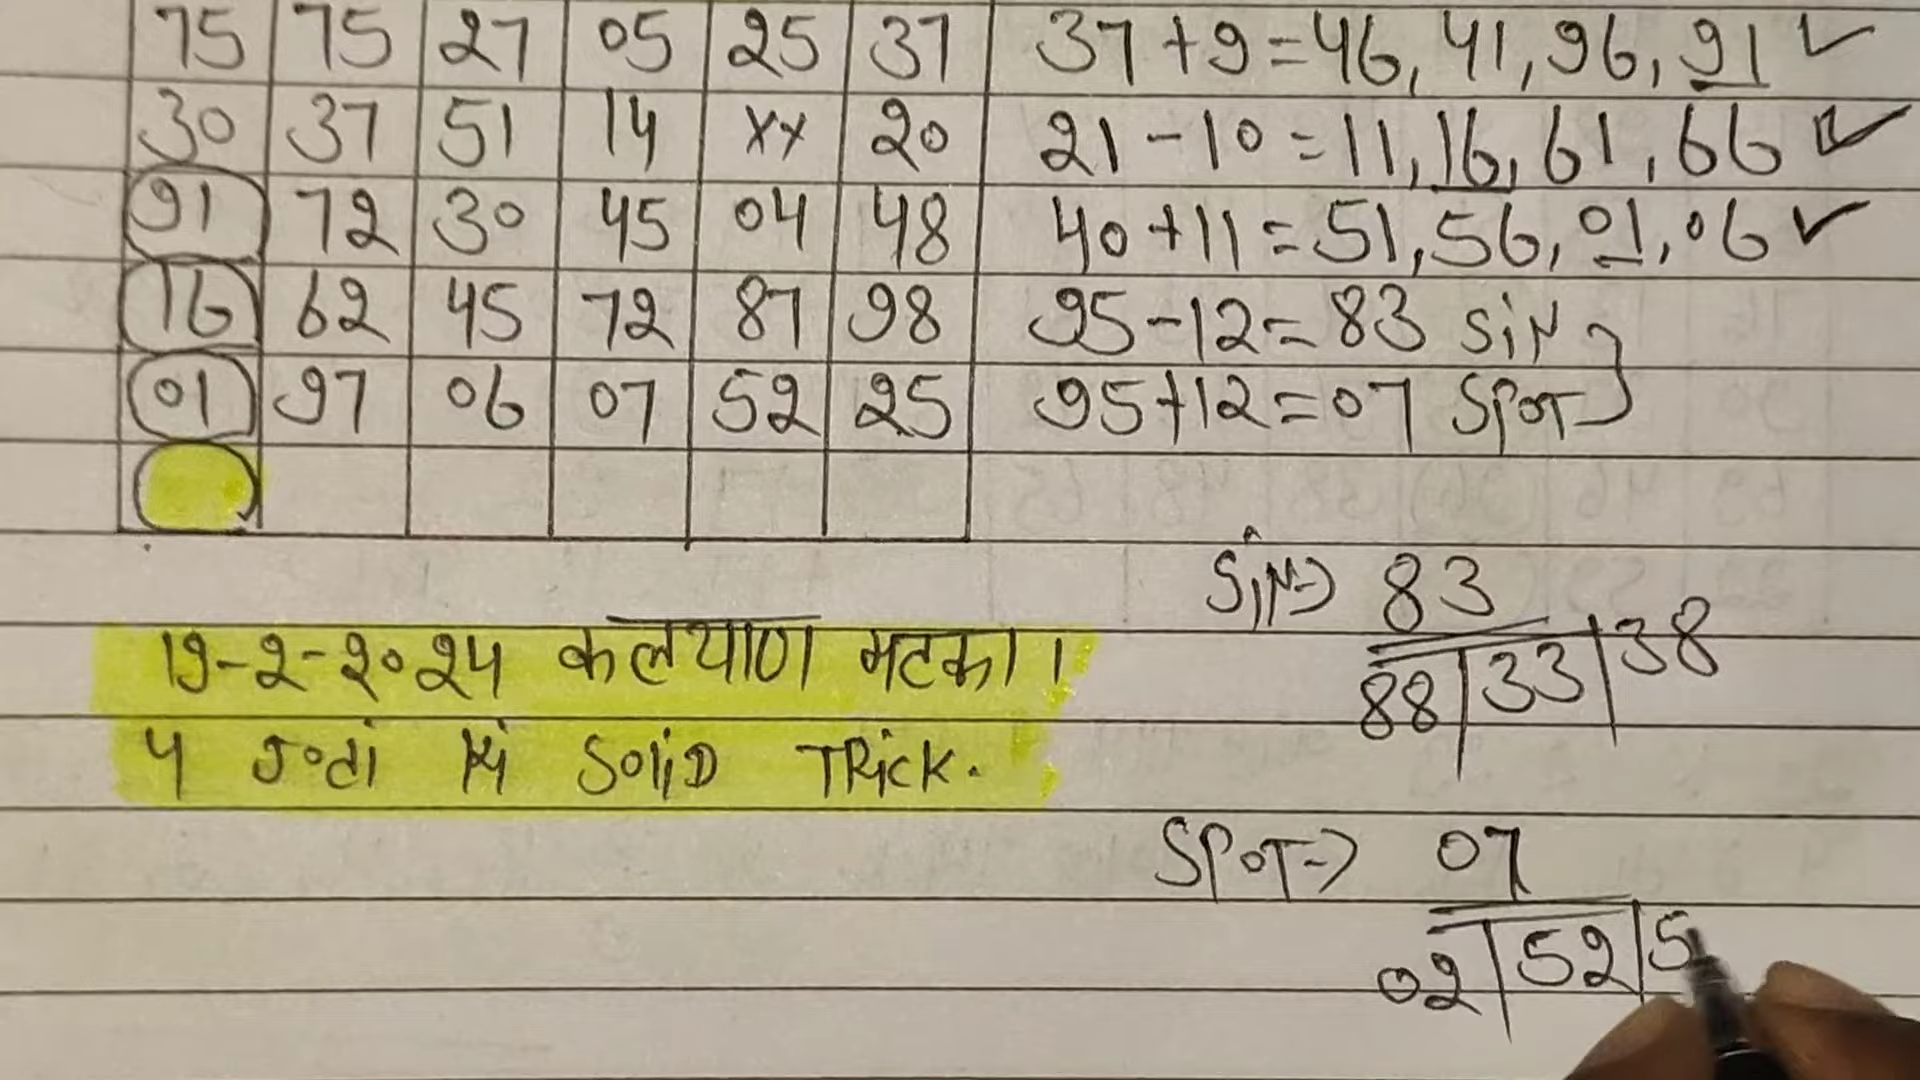 75 75 27 05 25 37 37+9=46, 41, 96, 91 ✓
30 37 51 14 XX 20 21-10=11, 16, 61, 66 ✓
91 72 30 45 04 48 40+11=51, 56, 01, 06 ✓
16 62 45 72 87 98 95-12=83 SiN
01 97 06 07 52 25 95+12=07 SPOT
SiN→ 83
88|33|38
19-2-2024 कल्याण मटका।
4 Jodi Ki SoliD TRick.
SPOT→ 07
02|52|5